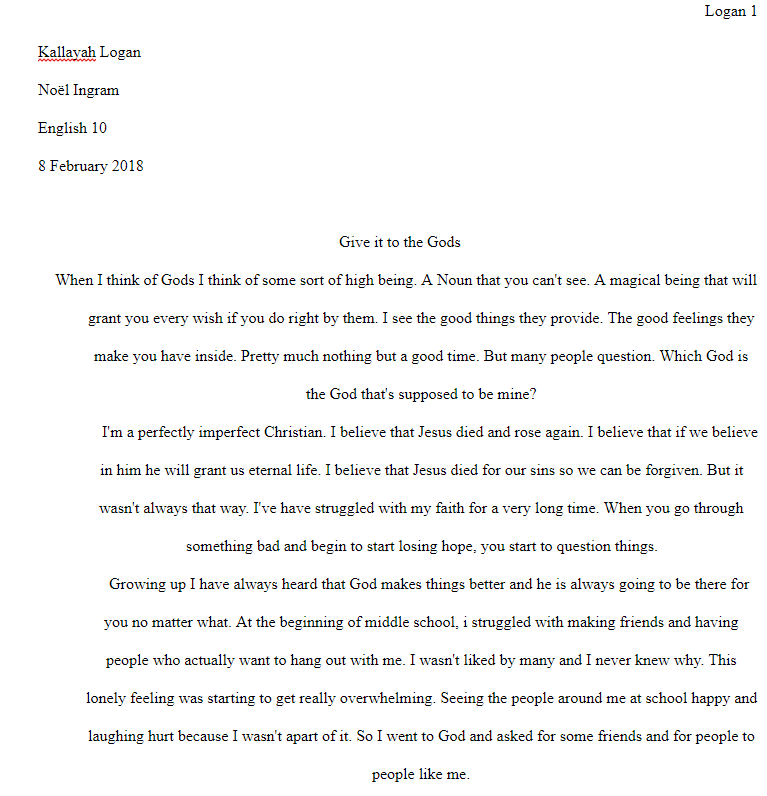 Logan 1
Kallayah Logan
Noël Ingram
English 10
8 February 2018
Give it to the Gods
When I think of Gods I think of some sort of high being. A Noun that you can't see. A magical being that will
grant you every wish if you do right by them. I see the good things they provide. The good feelings they
make you have inside. Pretty much nothing but a good time. But many people question. Which God is
the God that's supposed to be mine?
I'm a perfectly imperfect Christian. I believe that Jesus died and rose again. I believe that if we believe
in him he will grant us eternal life. I believe that Jesus died for our sins so we can be forgiven. But it
wasn't always that way. I've have struggled with my faith for a very long time. When you go through
something bad and begin to start losing hope, you start to question things.
Growing up I have always heard that God makes things better and he is always going to be there for
you no matter what. At the beginning of middle school, i struggled with making friends and having
people who actually want to hang out with me. I wasn't liked by many and I never knew why. This
lonely feeling was starting to get really overwhelming. Seeing the people around me at school happy and
laughing hurt because I wasn't apart of it. So I went to God and asked for some friends and for people to
people like me.